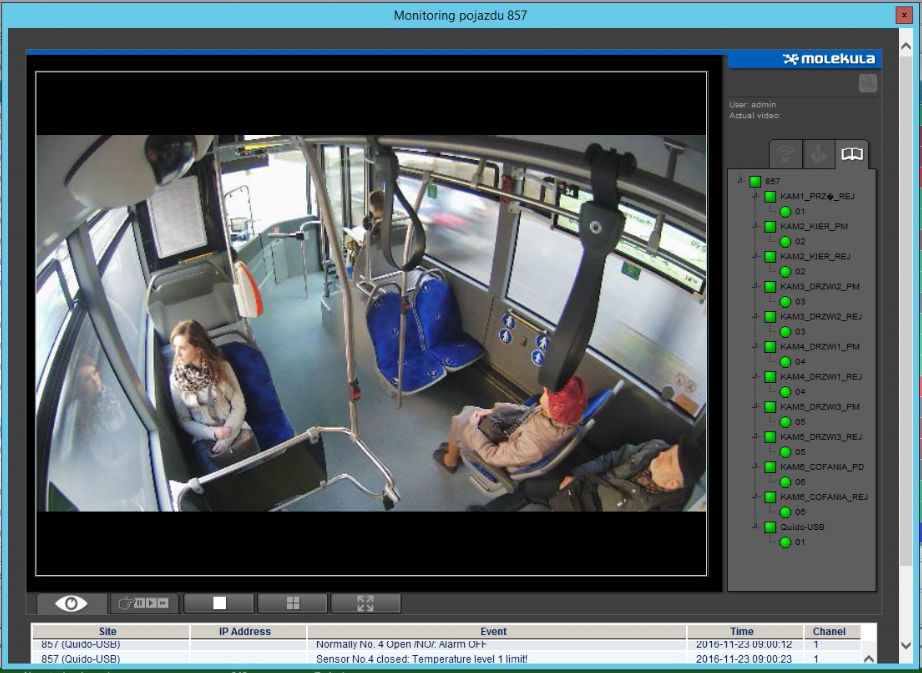 Monitoring pojazdu 857
x
molekula
User: admin
Actual video:
857
KAM1_PRZ�_REJ
01
KAM2_KIER_PM
02
KAM2_KIER_REJ
02
KAM3_DRZWI2_PM
03
KAM3_DRZWI2_REJ
03
KAM4_DRZWI1_PM
04
KAM4_DRZWI1_REJ
04
KAM5_DRZWI3_PM
05
KAM5_DRZWI3_REJ
05
KAM6_COFANIA_PD
06
KAM6_COFANIA_REJ
06
Quido-USB
01
34
Site IP Address Event Time Chanel
857 (Quido-USB) Normally No. 4 Open /NO/: Alarm OFF 2016-11-23 09:00:12 1
857 (Quido-USB) Sensor No.4 closed: Temperature level 1 limit! 2016-11-23 09:00:23 1